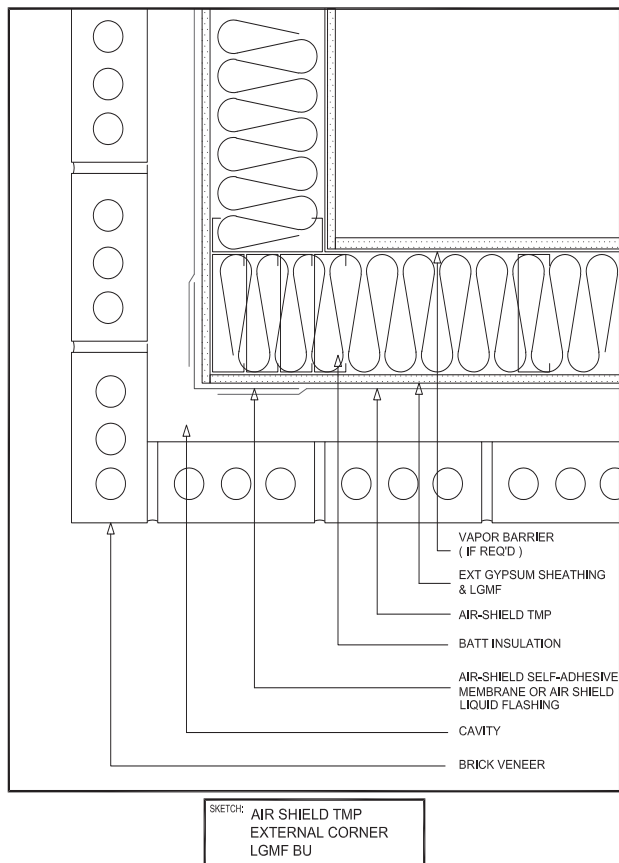 VAPOR BARRIER
( IF REQ'D )
EXT GYPSUM SHEATHING
& LGMF
AIR-SHIELD TMP
BATT INSULATION
AIR-SHIELD SELF-ADHESIVE
MEMBRANE OR AIR SHIELD
LIQUID FLASHING
CAVITY
BRICK VENEER
SKETCH: AIR SHIELD TMP
EXTERNAL CORNER
LGMF BU